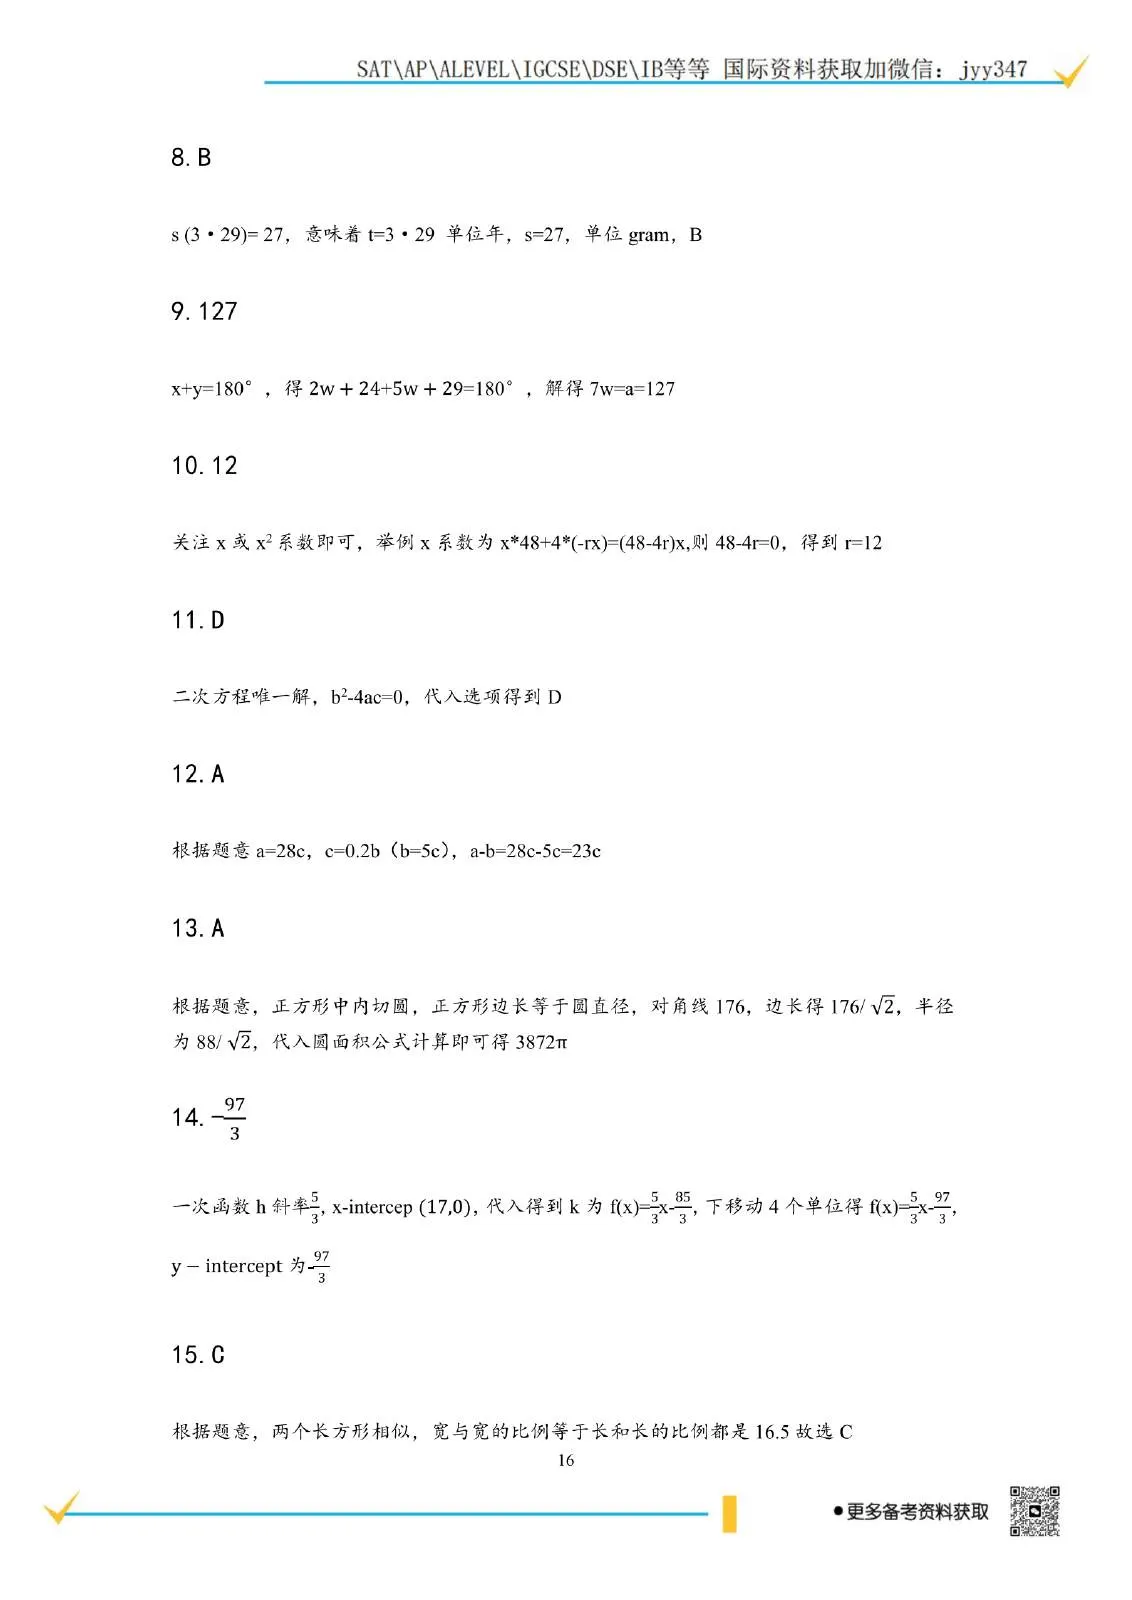 SAT\AP\ALEVEL\IGCSE\DSE\IB等等 国际资料获取加微信：jyy347
8. B
s (3·29)= 27，意味着 t=3·29 单位年，s=27，单位 gram，B
9. 127
x+y=180°，得 2w + 24+5w + 29=180°，解得 7w=a=127
10. 12
关注 x 或 x² 系数即可，举例 x 系数为 x*48+4*(-rx)=(48-4r)x,则 48-4r=0，得到 r=12
11. D
二次方程唯一解，b²-4ac=0，代入选项得到 D
12. A
根据题意 a=28c，c=0.2b（b=5c），a-b=28c-5c=23c
13. A
根据题意，正方形中内切圆，正方形边长等于圆直径，对角线 176，边长得 176/ √2，半径
为 88/ √2，代入圆面积公式计算即可得 3872π
14. -97/3
一次函数 h 斜率5/3, x-intercep (17,0), 代入得到 k 为 f(x)=5/3x-85/3, 下移动 4 个单位得 f(x)=5/3x-97/3,
y − intercept 为-97/3
15. C
根据题意，两个长方形相似，宽与宽的比例等于长和长的比例都是 16.5 故选 C
16
●更多备考资料获取